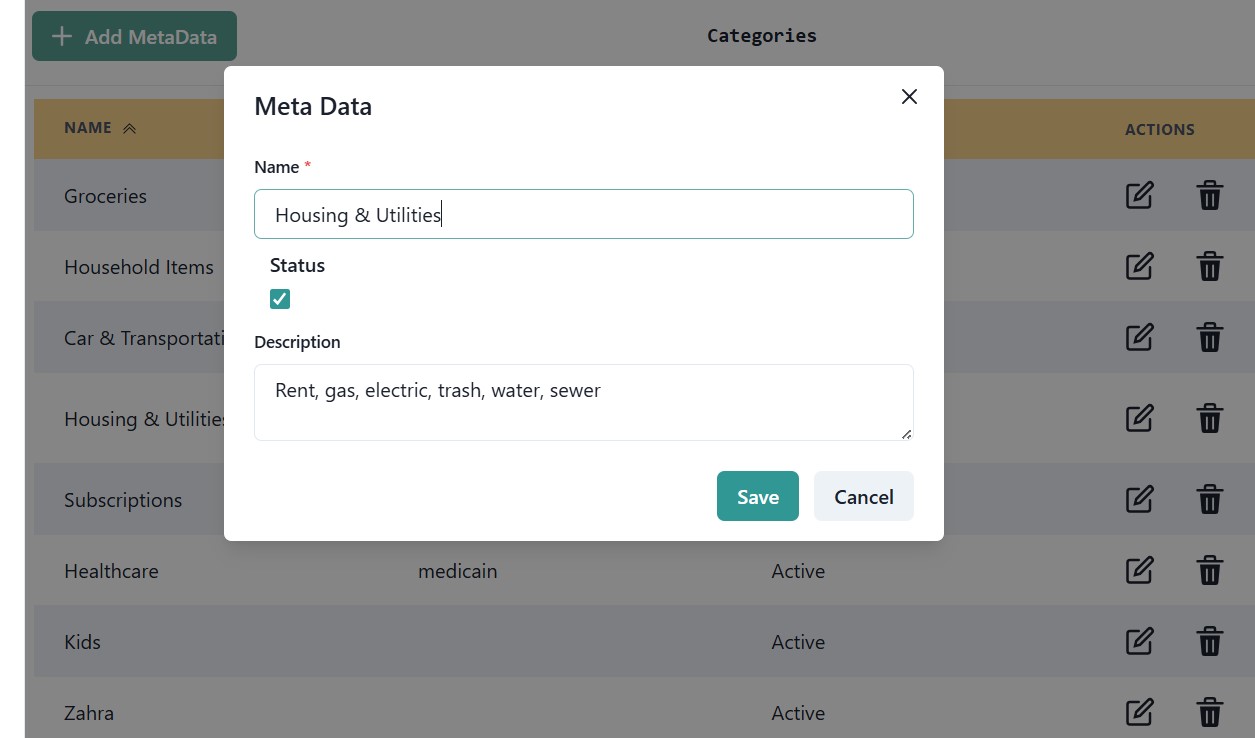 Add MetaData
Categories
Meta Data
NAME
ACTIONS
Name *
Groceries
Housing & Utilities
Household Items
Status
Car & Transportati
Description
Rent, gas, electric, trash, water, sewer
Housing & Utilities
Subscriptions
Save
Cancel
Healthcare medicain Active
Kids Active
Zahra Active